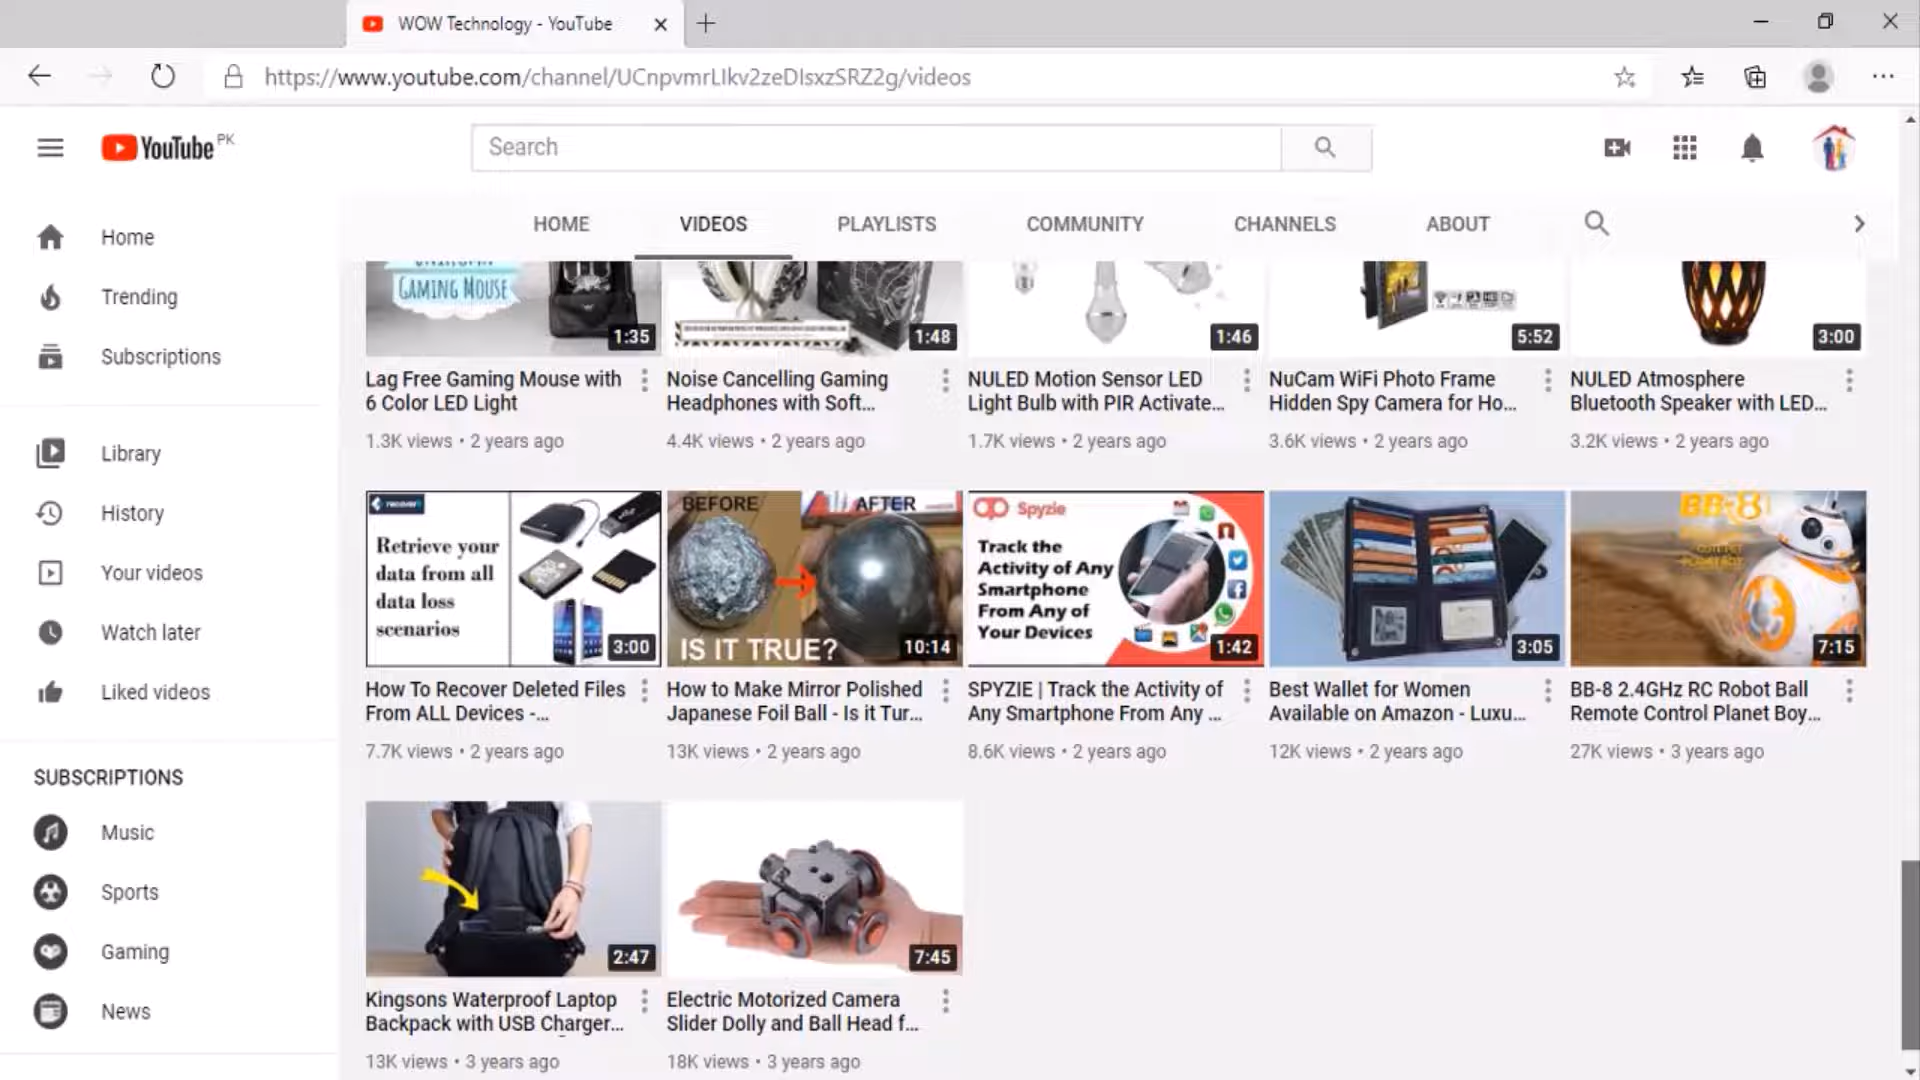 WOW Technology - YouTube
https://www.youtube.com/channel/UCnpvmrLIkv2zeDIsxzSRZ2g/videos
YouTube PK
Search
HOME
VIDEOS
PLAYLISTS
COMMUNITY
CHANNELS
ABOUT
Home
Trending
Subscriptions
Library
History
Your videos
Watch later
Liked videos
SUBSCRIPTIONS
Music
Sports
Gaming
News
GAMING MOUSE
1:35
Lag Free Gaming Mouse with
6 Color LED Light
1.3K views • 2 years ago
1:48
Noise Cancelling Gaming
Headphones with Soft...
4.4K views • 2 years ago
1:46
NULED Motion Sensor LED
Light Bulb with PIR Activate...
1.7K views • 2 years ago
5:52
NuCam WiFi Photo Frame
Hidden Spy Camera for Ho...
3.6K views • 2 years ago
3:00
NULED Atmosphere
Bluetooth Speaker with LED...
3.2K views • 2 years ago
Retrieve your
data from all
data loss
scenarios
3:00
How To Recover Deleted Files
From ALL Devices -...
7.7K views • 2 years ago
BEFORE
AFTER
IS IT TRUE?
10:14
How to Make Mirror Polished
Japanese Foil Ball - Is it Tur...
13K views • 2 years ago
Spyzie
Track the
Activity of Any
Smartphone
From Any of
Your Devices
1:42
SPYZIE | Track the Activity of
Any Smartphone From Any ...
8.6K views • 2 years ago
3:05
Best Wallet for Women
Available on Amazon - Luxu...
12K views • 2 years ago
BB-8
7:15
BB-8 2.4GHz RC Robot Ball
Remote Control Planet Boy...
27K views • 3 years ago
2:47
Kingsons Waterproof Laptop
Backpack with USB Charger...
13K views • 3 years ago
7:45
Electric Motorized Camera
Slider Dolly and Ball Head f...
18K views • 3 years ago